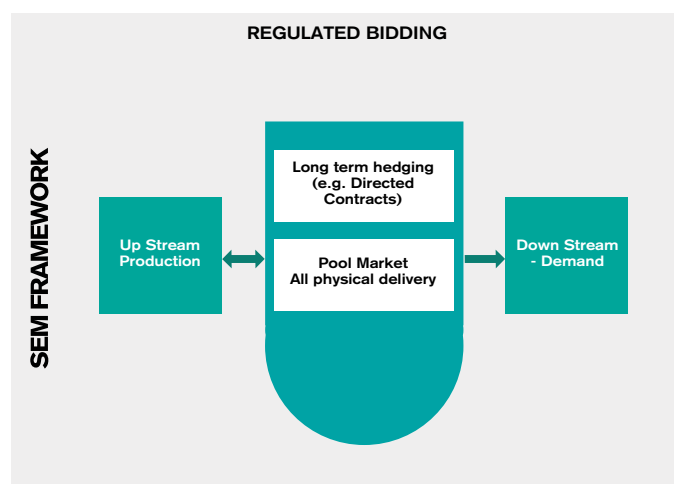 REGULATED BIDDING
SEM FRAMEWORK
Long term hedging
(e.g. Directed
Contracts)
Up Stream
Production
Pool Market
All physical delivery
Down Stream
- Demand